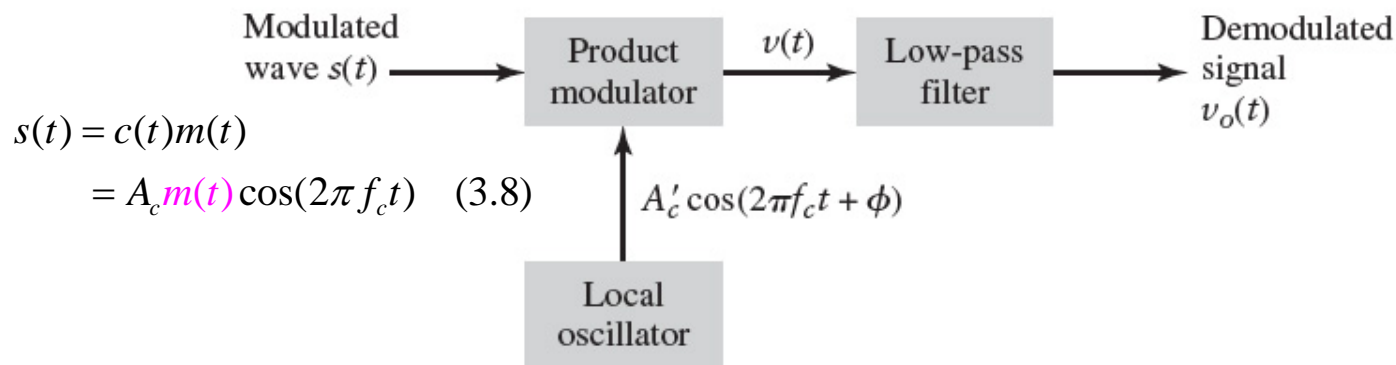 Modulated
wave s(t)
Product
modulator
v(t)
Low-pass
filter
Demodulated
signal
v_o(t)
s(t) = c(t)m(t)
= A_c m(t) cos(2π f_c t) (3.8)
A′_c cos(2πf_c t + ϕ)
Local
oscillator